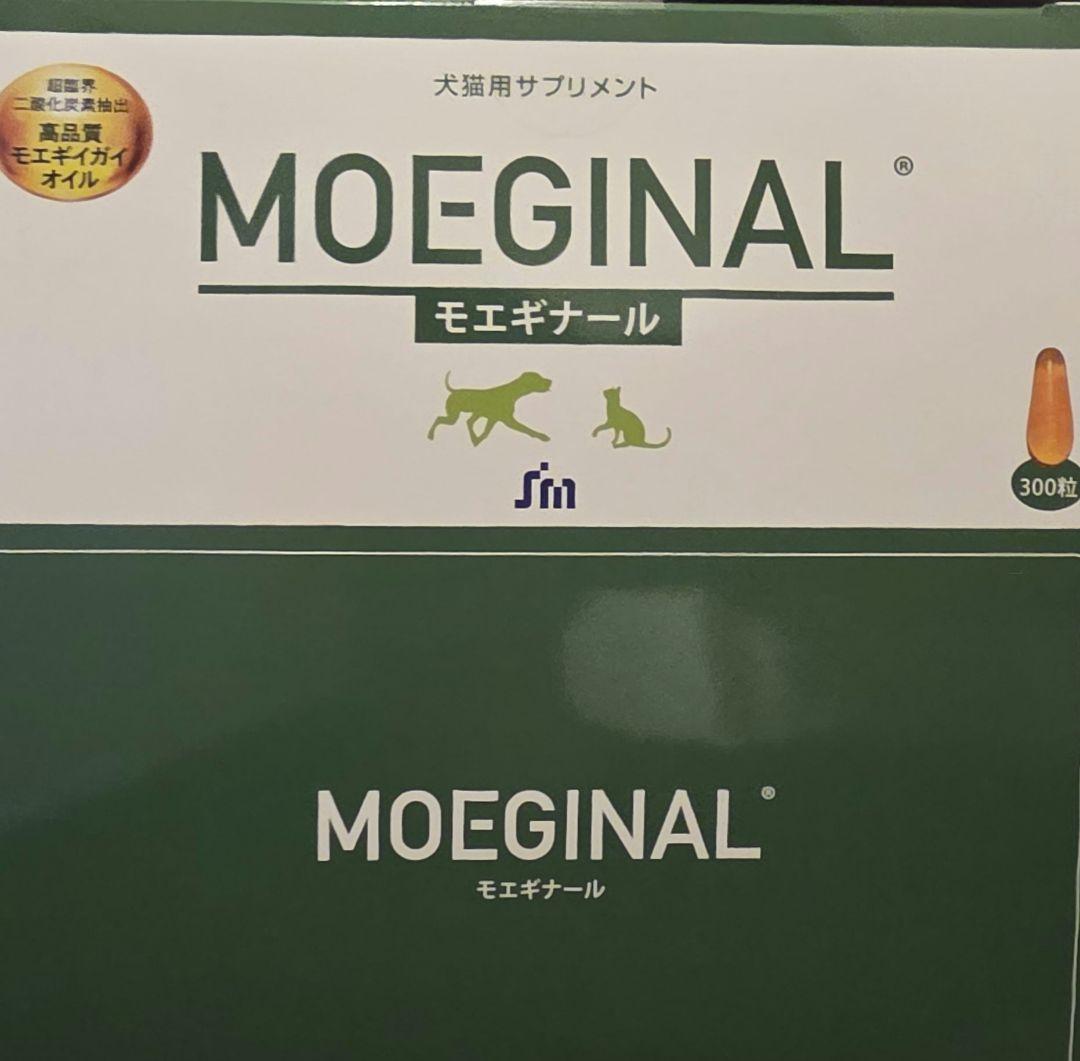 犬猫用サプリメント
超臨界
二酸化炭素抽出
高品質
モエギイガイ
オイル
MOEGINAL®
モエギナール
Sm
300粒
MOEGINAL®
モエギナール